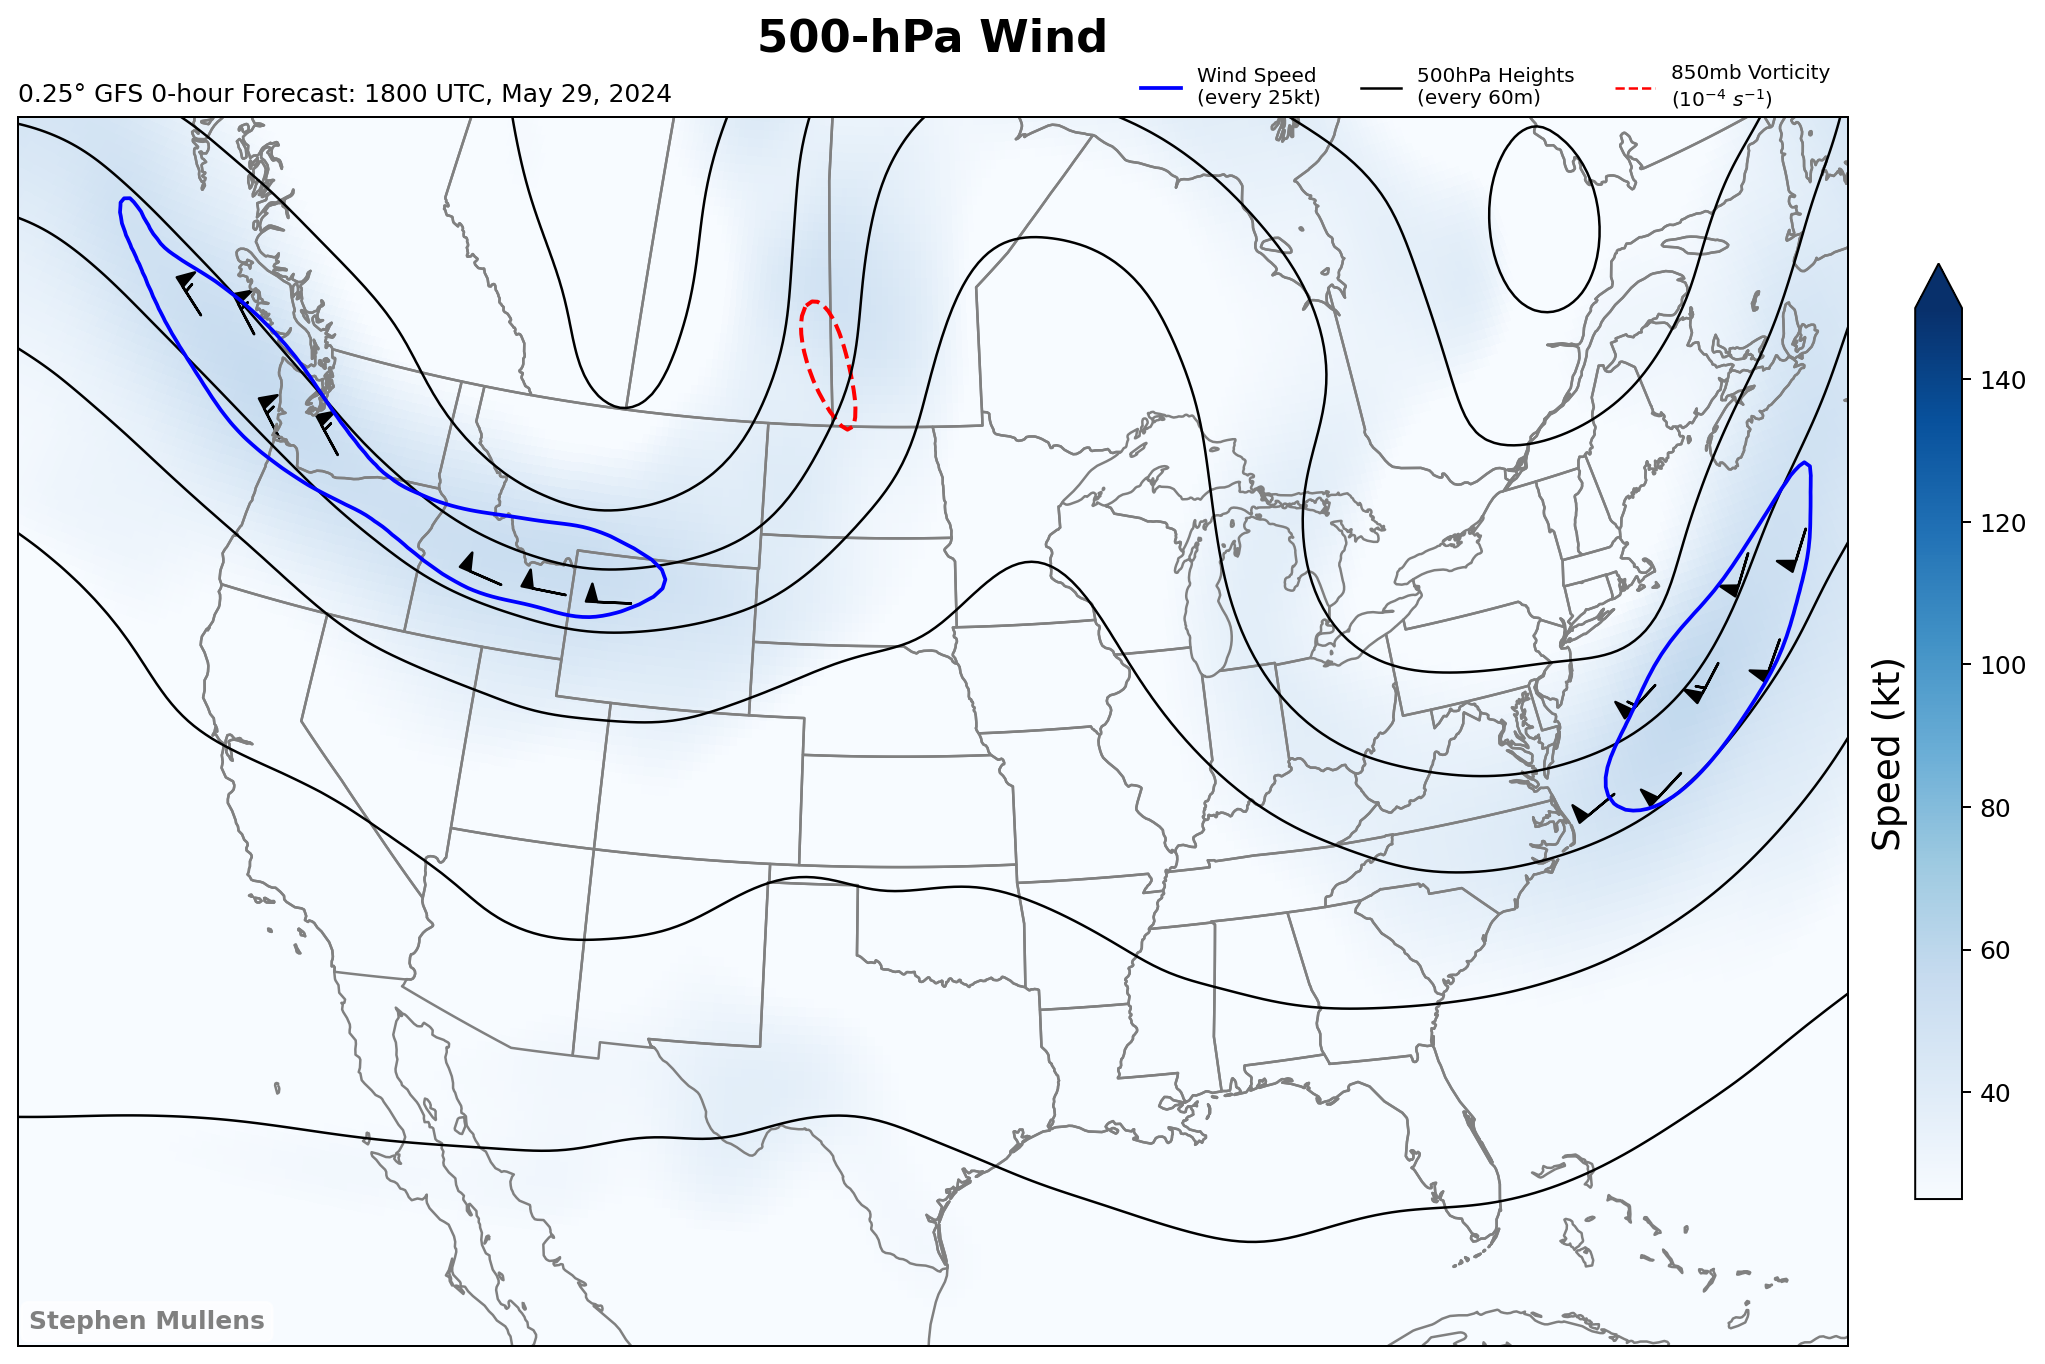 500-hPa Wind
0.25° GFS 0-hour Forecast: 1800 UTC, May 29, 2024
Wind Speed
(every 25kt)
500hPa Heights
(every 60m)
850mb Vorticity
(10⁻⁴ s⁻¹)
140
120
100
80
60
40
Speed (kt)
Stephen Mullens